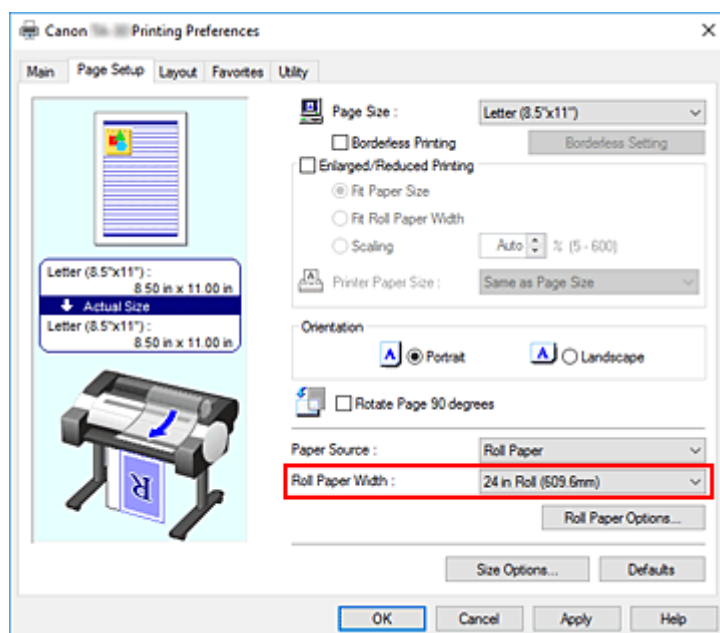 Canon Printing Preferences
Main Page Setup Layout Favorites Utility
Page Size : Letter (8.5"x11")
Borderless Printing Borderless Setting
Enlarged/Reduced Printing
Fit Paper Size
Fit Roll Paper Width
Scaling Auto % (5 - 600)
Printer Paper Size : Same as Page Size
Letter (8.5"x11") :
8.50 in x 11.00 in
Actual Size
Letter (8.5"x11") :
8.50 in x 11.00 in
Orientation
A Portrait A Landscape
Rotate Page 90 degrees
Paper Source : Roll Paper
Roll Paper Width : 24 in Roll (609.6mm)
R
Roll Paper Options...
Size Options... Defaults
OK Cancel Apply Help